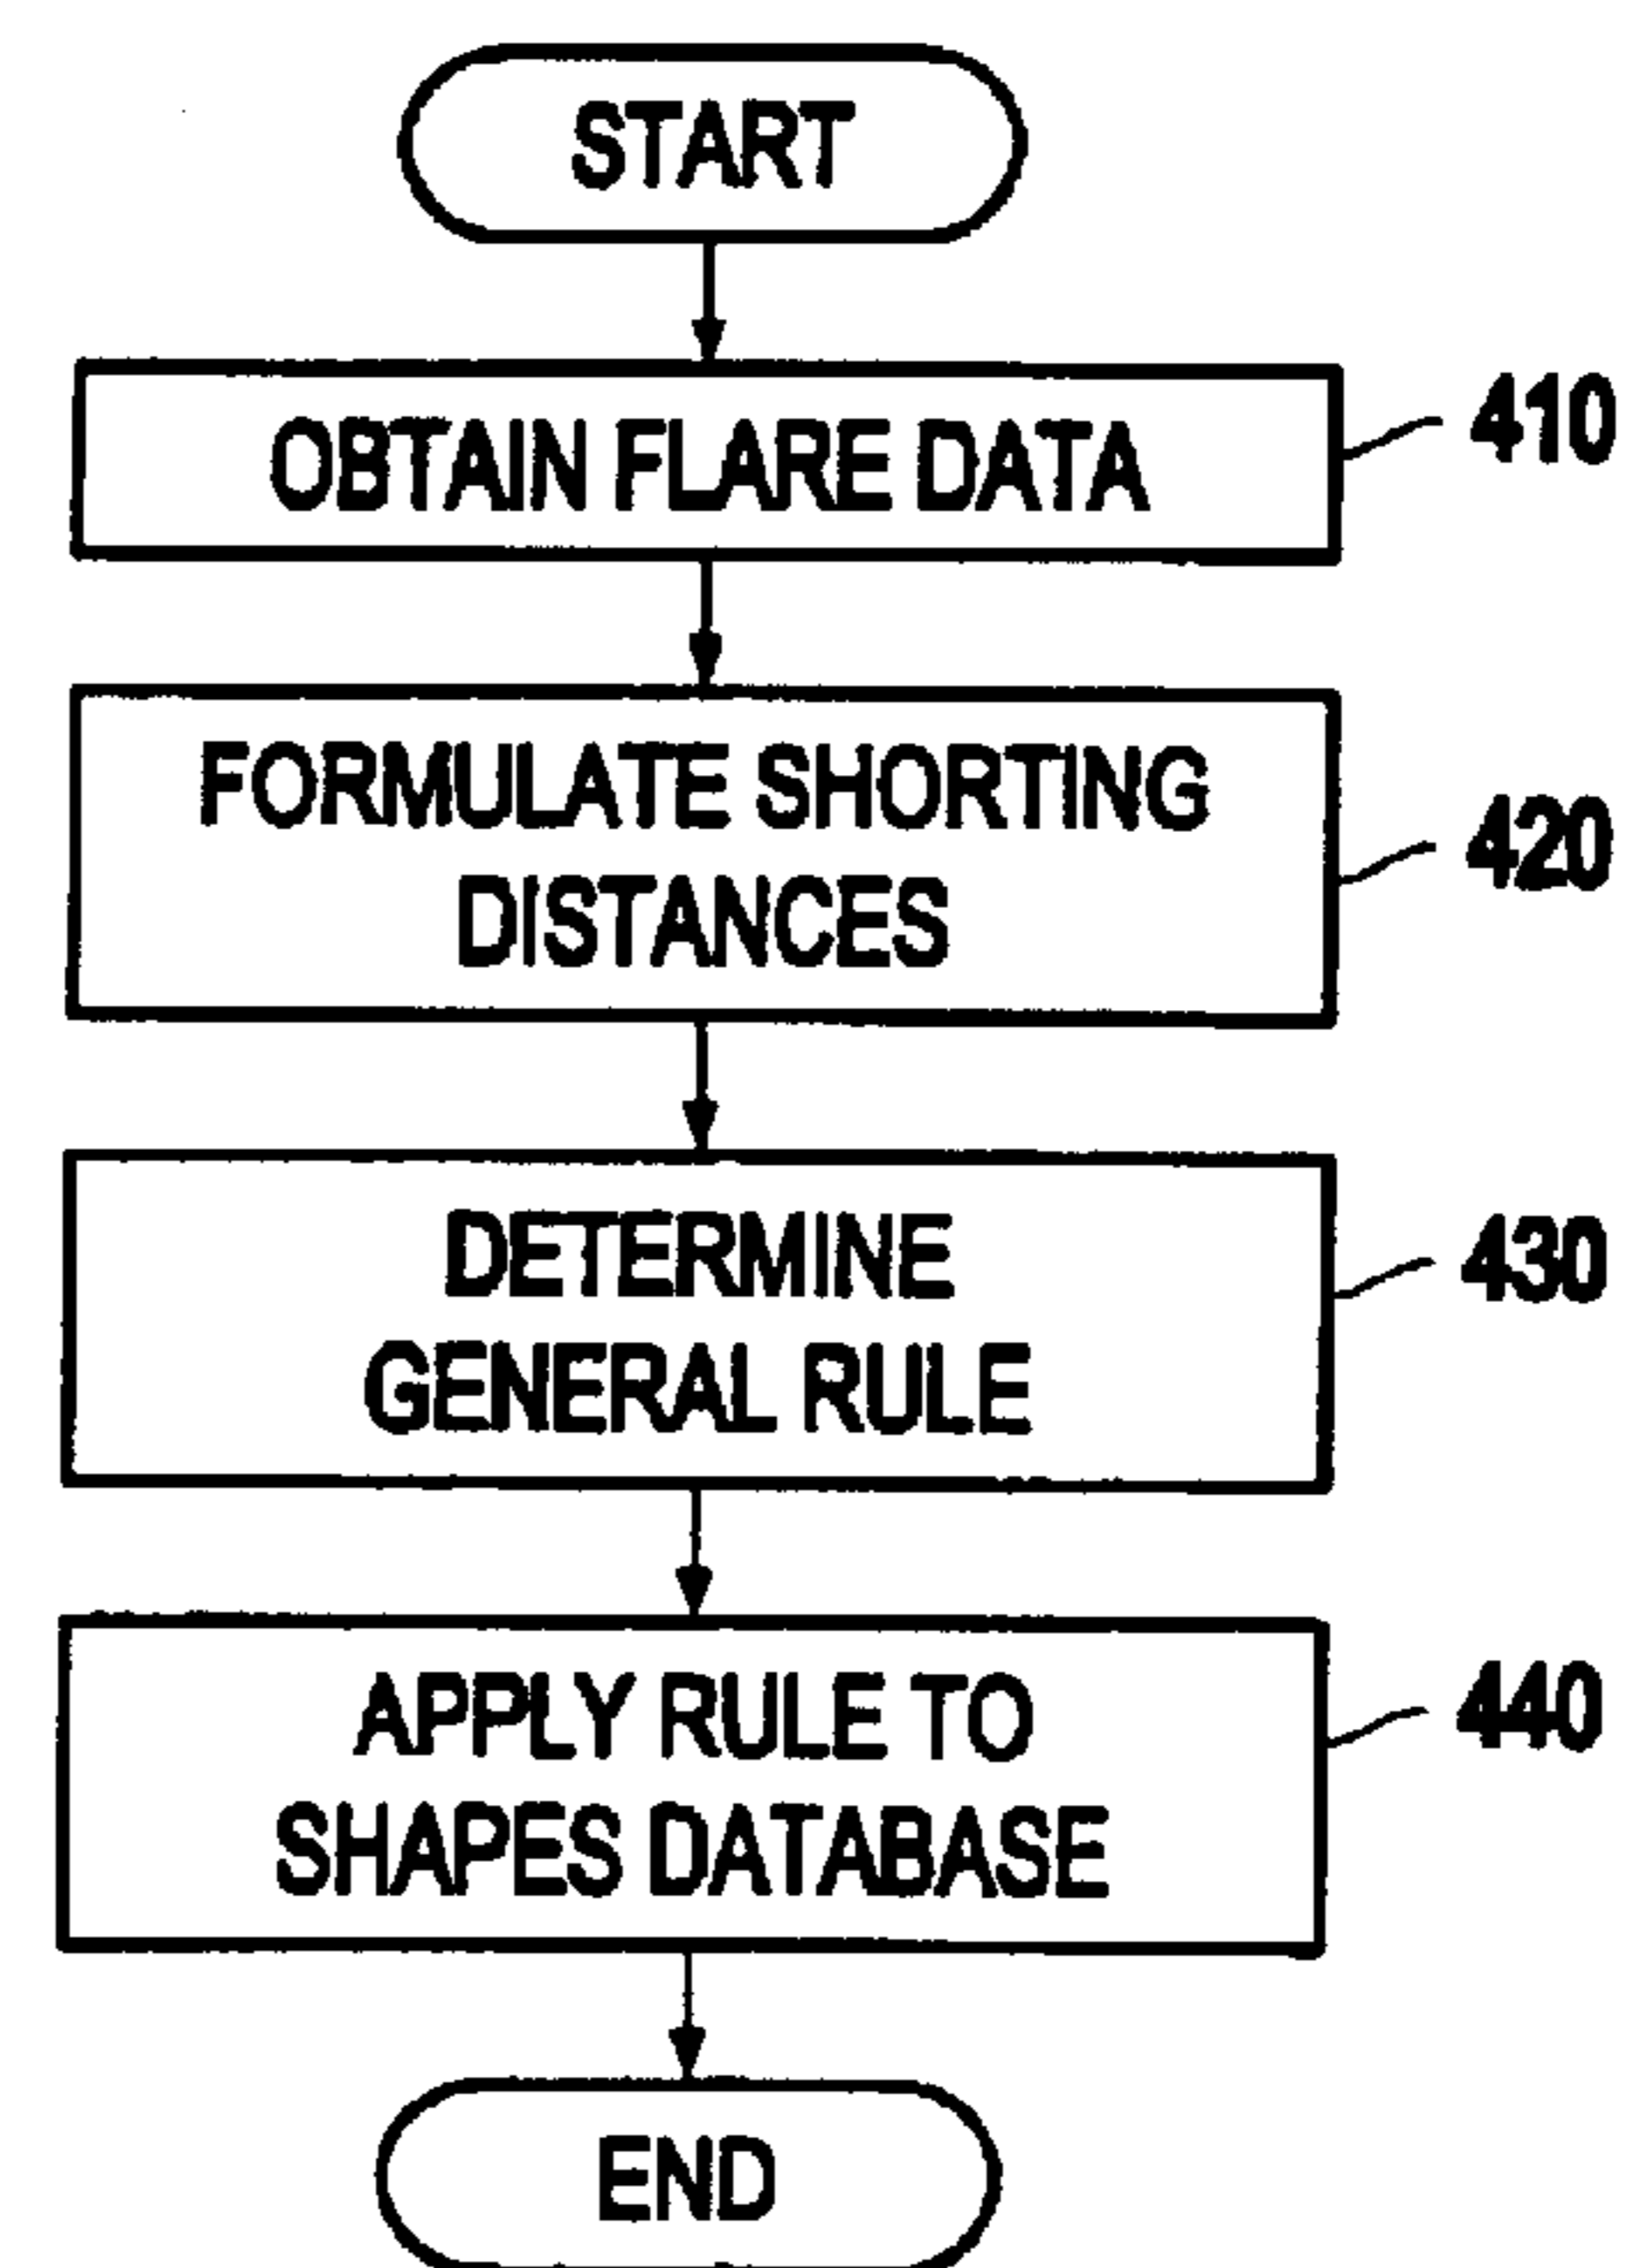 START
OBTAIN FLARE DATA
410
FORMULATE SHORTING
DISTANCES
420
DETERMINE
GENERAL RULE
430
APPLY RULE TO
SHAPES DATABASE
440
END